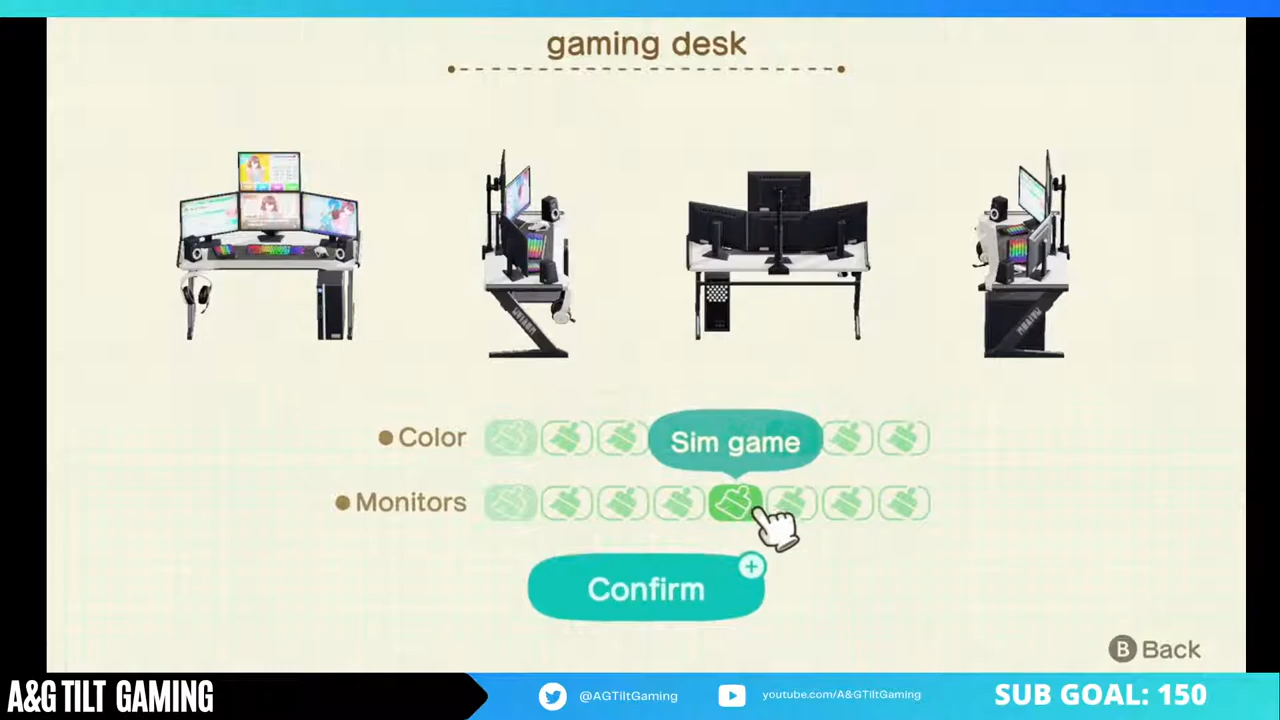 gaming desk
Color
Sim game
Monitors
Confirm
B Back
A&G TILT GAMING
@AGTiltGaming
youtube.com/A&GTiltGaming
SUB GOAL: 150